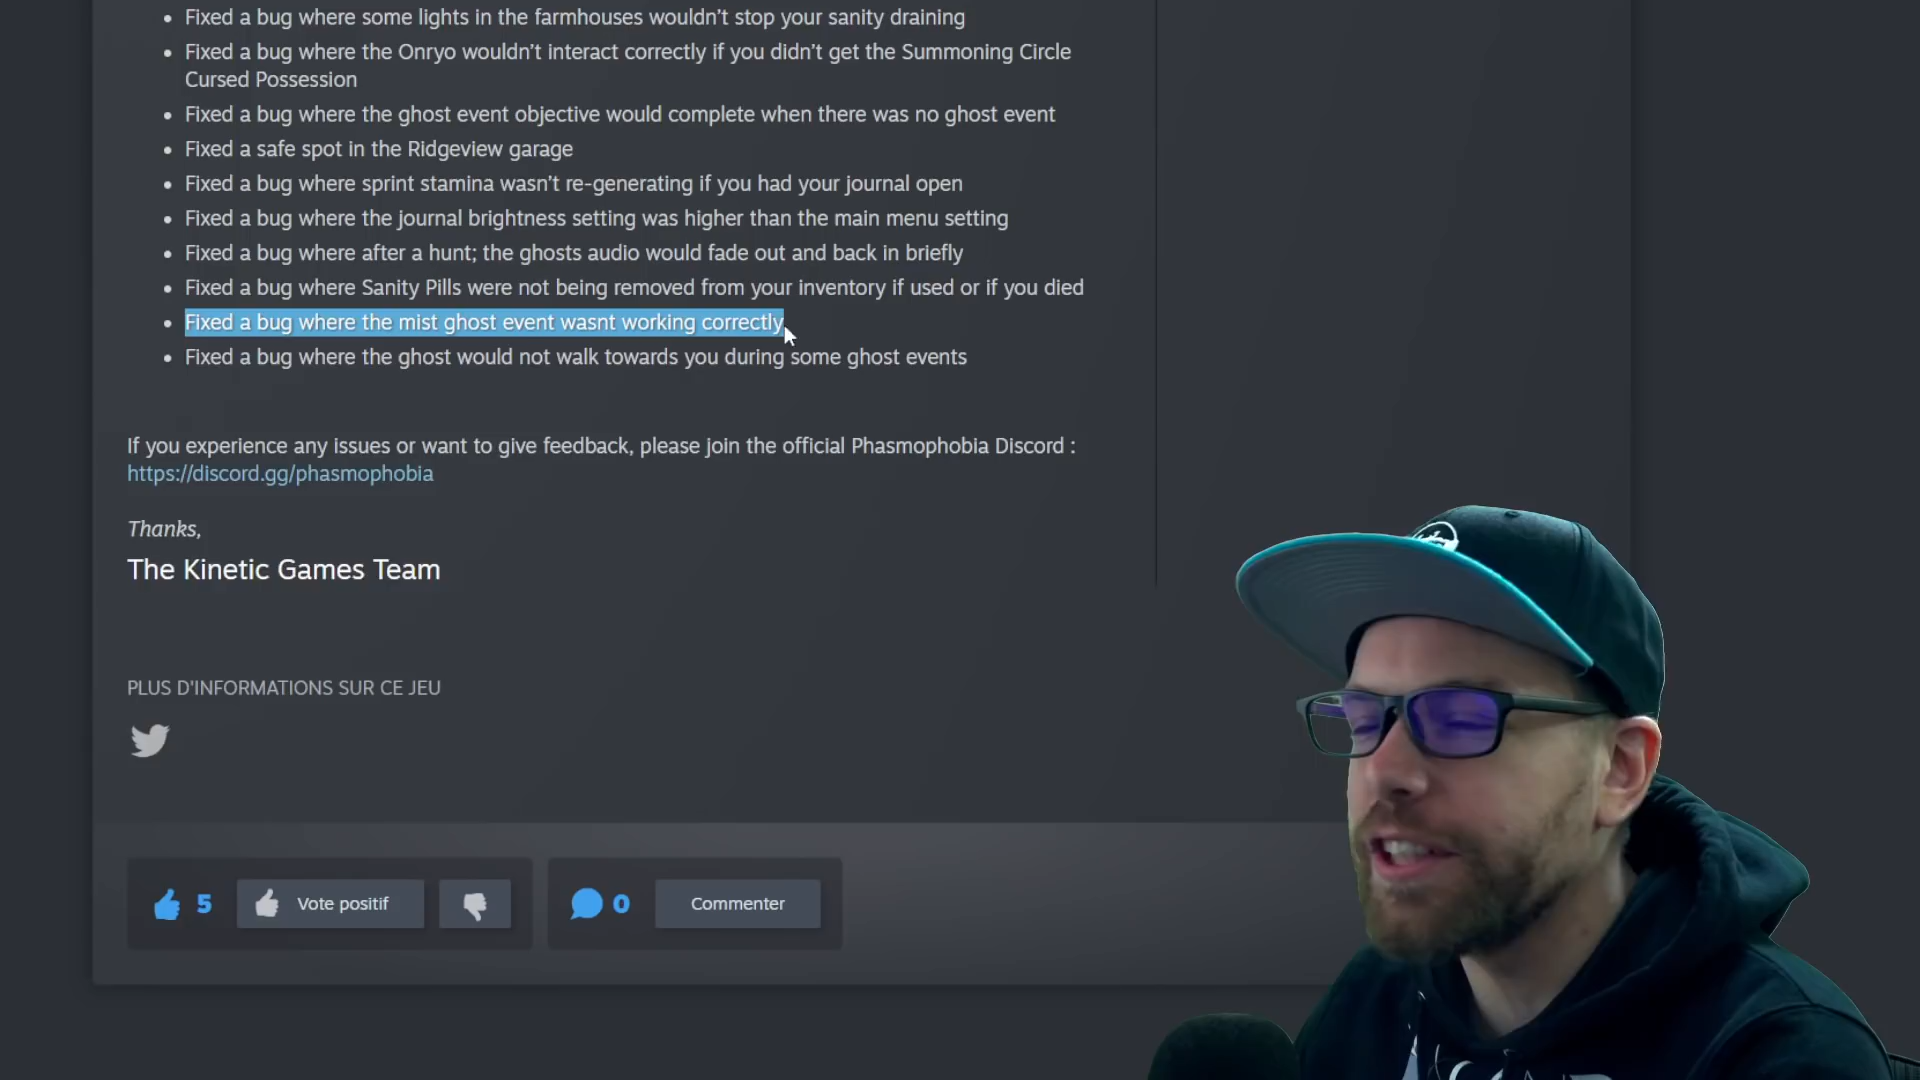 Fixed a bug where some lights in the farmhouses wouldn't stop your sanity draining
Fixed a bug where the Onryo wouldn't interact correctly if you didn't get the Summoning Circle
Cursed Possession
Fixed a bug where the ghost event objective would complete when there was no ghost event
Fixed a safe spot in the Ridgeview garage
Fixed a bug where sprint stamina wasn't re-generating if you had your journal open
Fixed a bug where the journal brightness setting was higher than the main menu setting
Fixed a bug where after a hunt; the ghosts audio would fade out and back in briefly
Fixed a bug where Sanity Pills were not being removed from your inventory if used or if you died
Fixed a bug where the mist ghost event wasnt working correctly
Fixed a bug where the ghost would not walk towards you during some ghost events
If you experience any issues or want to give feedback, please join the official Phasmophobia Discord :
https://discord.gg/phasmophobia
Thanks,
The Kinetic Games Team
PLUS D'INFORMATIONS SUR CE JEU
5 Vote positif 0 Commenter